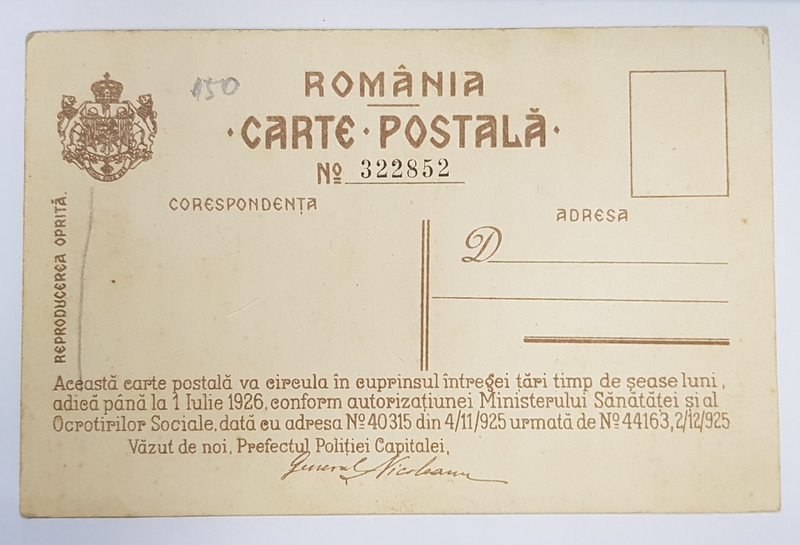 150
ROMÂNIA
·CARTE·POSTALĂ·
Nº 322852
CORESPONDENȚA
ADRESA
D
REPRODUCEREA OPRITĂ.
Această carte postală va circula în cuprinsul întregei țări timp de șease luni,
adică până la 1 Iulie 1926, conform autorizațiunei Ministerului Sănătăței și al
Ocrotirilor Sociale, dată cu adresa Nº 40315 din 4/11/925 urmată de Nº 44163, 2/12/925
Văzut de noi, Prefectul Poliției Capitalei,
General Nicoleanu